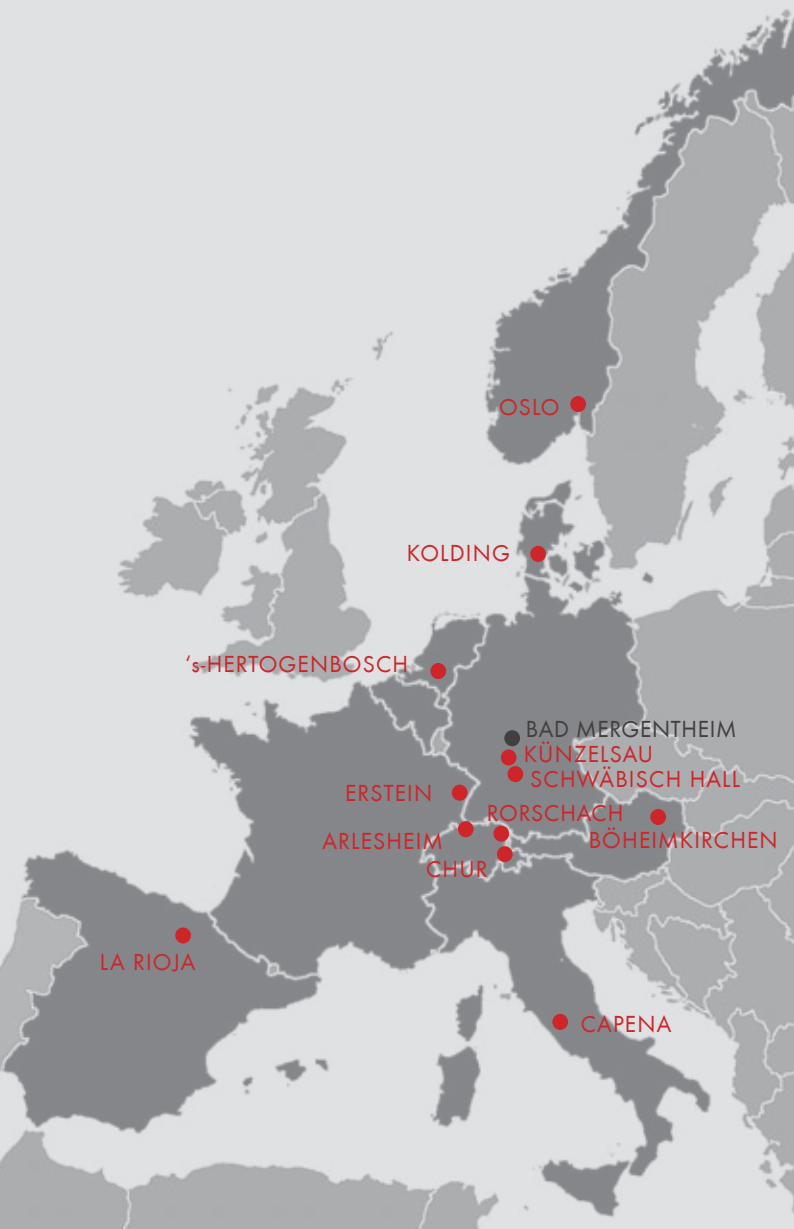 OSLO
KOLDING
‘s-HERTOGENBOSCH
BAD MERGENTHEIM
KÜNZELSAU
SCHWÄBISCH HALL
ERSTEIN
RORSCHACH
ARLESHEIM
BÖHEIMKIRCHEN
CHUR
LA RIOJA
CAPENA